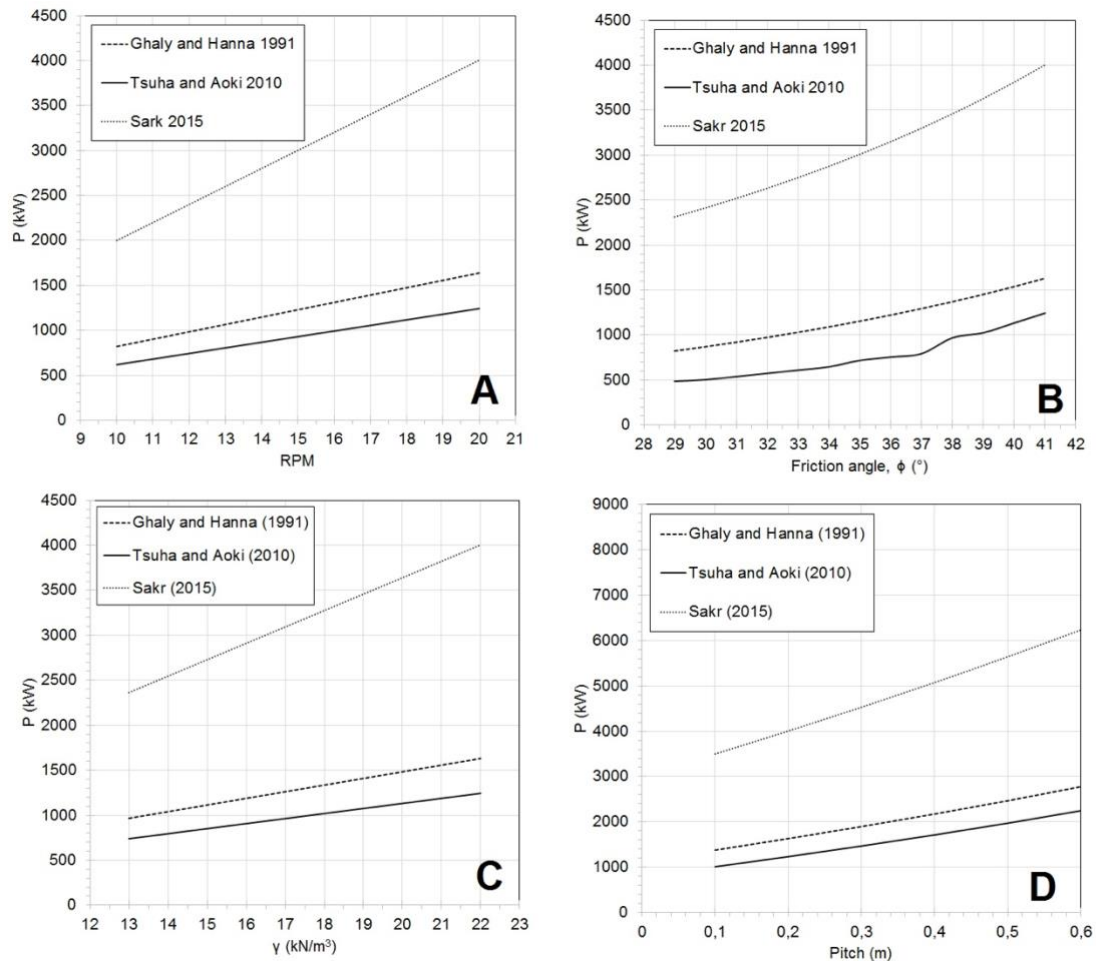 4500
4000
3500
3000
2500
2000
1500
1000
500
0
P (kW)
Ghaly and Hanna 1991
Tsuha and Aoki 2010
Sark 2015
A
9 10 11 12 13 14 15 16 17 18 19 20 21
RPM
4500
4000
3500
3000
2500
2000
1500
1000
500
0
P (kW)
Ghaly and Hanna 1991
Tsuha and Aoki 2010
Sakr 2015
B
28 29 30 31 32 33 34 35 36 37 38 39 40 41 42
Friction angle, ϕ (°)
4500
4000
3500
3000
2500
2000
1500
1000
500
0
P (kW)
Ghaly and Hanna (1991)
Tsuha and Aoki (2010)
Sakr (2015)
C
12 13 14 15 16 17 18 19 20 21 22 23
γ (kN/m³)
9000
8000
7000
6000
5000
4000
3000
2000
1000
0
P (kW)
Ghaly and Hanna (1991)
Tsuha and Aoki (2010)
Sakr (2015)
D
0 0,1 0,2 0,3 0,4 0,5 0,6
Pitch (m)